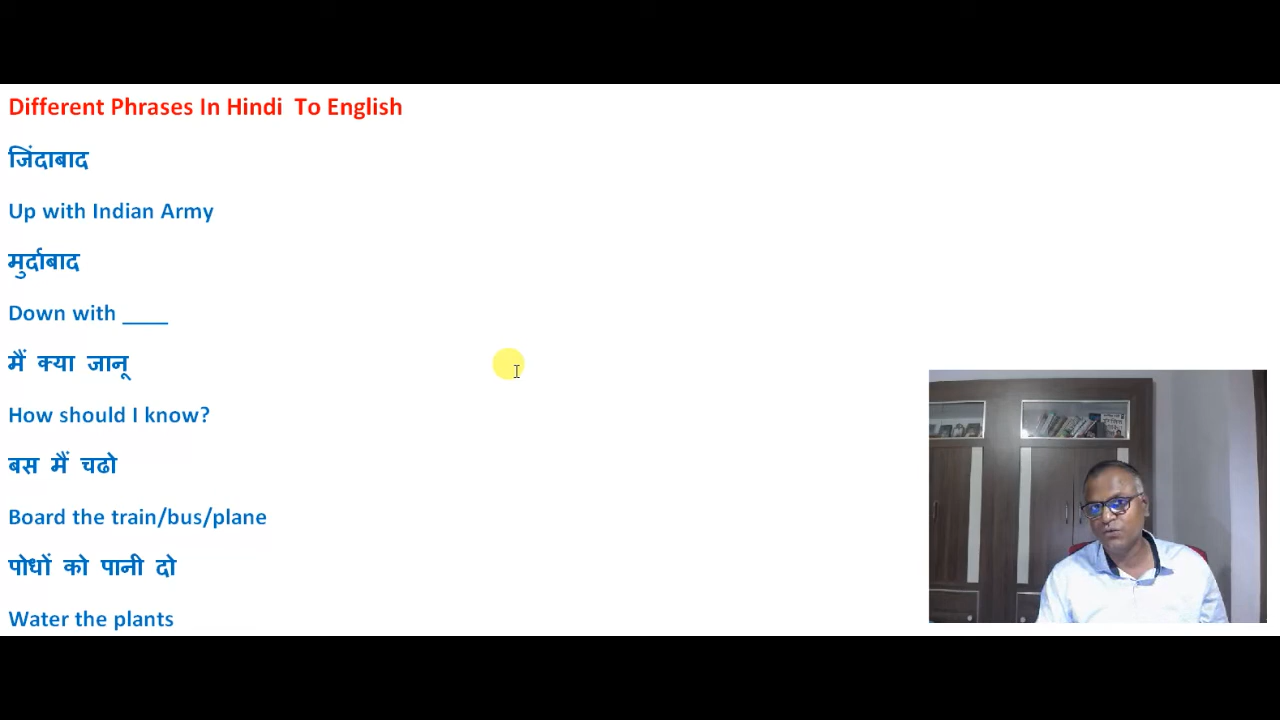 Different Phrases In Hindi To English
जिंदाबाद
Up with Indian Army
मुर्दाबाद
Down with ____
मैं क्या जानू
How should I know?
बस मैं चढो
Board the train/bus/plane
पोधों को पानी दो
Water the plants